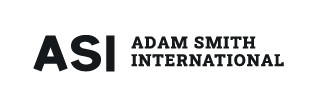 ASI
ADAM SMITH
INTERNATIONAL